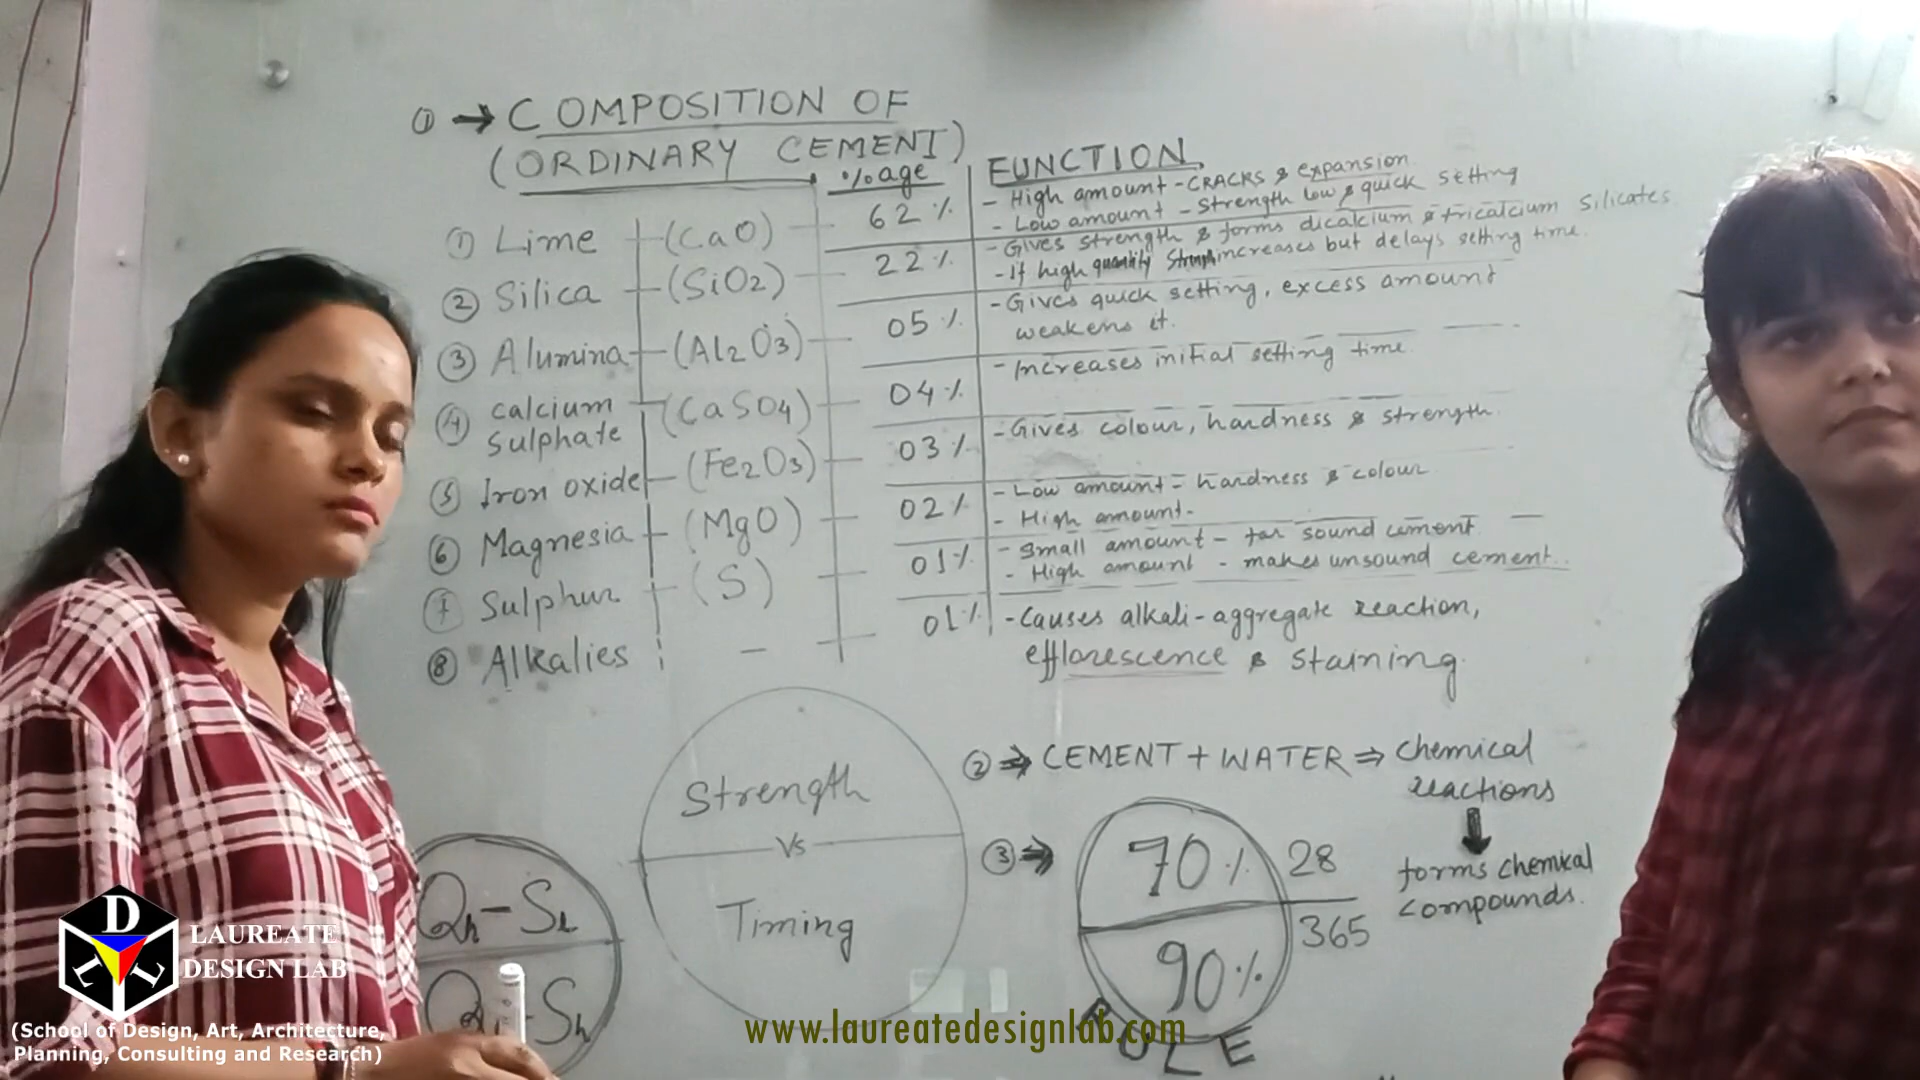 ① → COMPOSITION OF
(ORDINARY CEMENT)
%age
FUNCTION
① Lime (CaO) 62%
- High amount - CRACKS & expansion
- Low amount - Strength low & quick setting
② Silica (SiO2) 22%
- Gives strength & forms dicalcium & tricalcium silicates
- If high quantity increases but delays setting time.
③ Alumina (Al2O3) 05%
- Gives quick setting, excess amount
weakens it.
④ calcium sulphate (CaSO4) 04%
- Increases initial setting time.
⑤ Iron oxide (Fe2O3) 03%
- Gives colour, hardness & strength.
⑥ Magnesia (MgO) 02%
- Low amount = hardness & colour
- High amount -
⑦ Sulphur (S) 01%
- Small amount - for sound cement
- High amount - makes unsound cement..
⑧ Alkalies - 01%
- Causes alkali-aggregate reaction,
efflorescence & staining.
Strength
Vs
Timing
② ⇒ CEMENT + WATER ⇒ chemical
reactions
↓
forms chemical
compounds.
③ ⇒ 70% 28
90% 365
RULE
LAUREATE
DESIGN LAB
(School of Design, Art, Architecture,
Planning, Consulting and Research)
www.laureatedesignlab.com